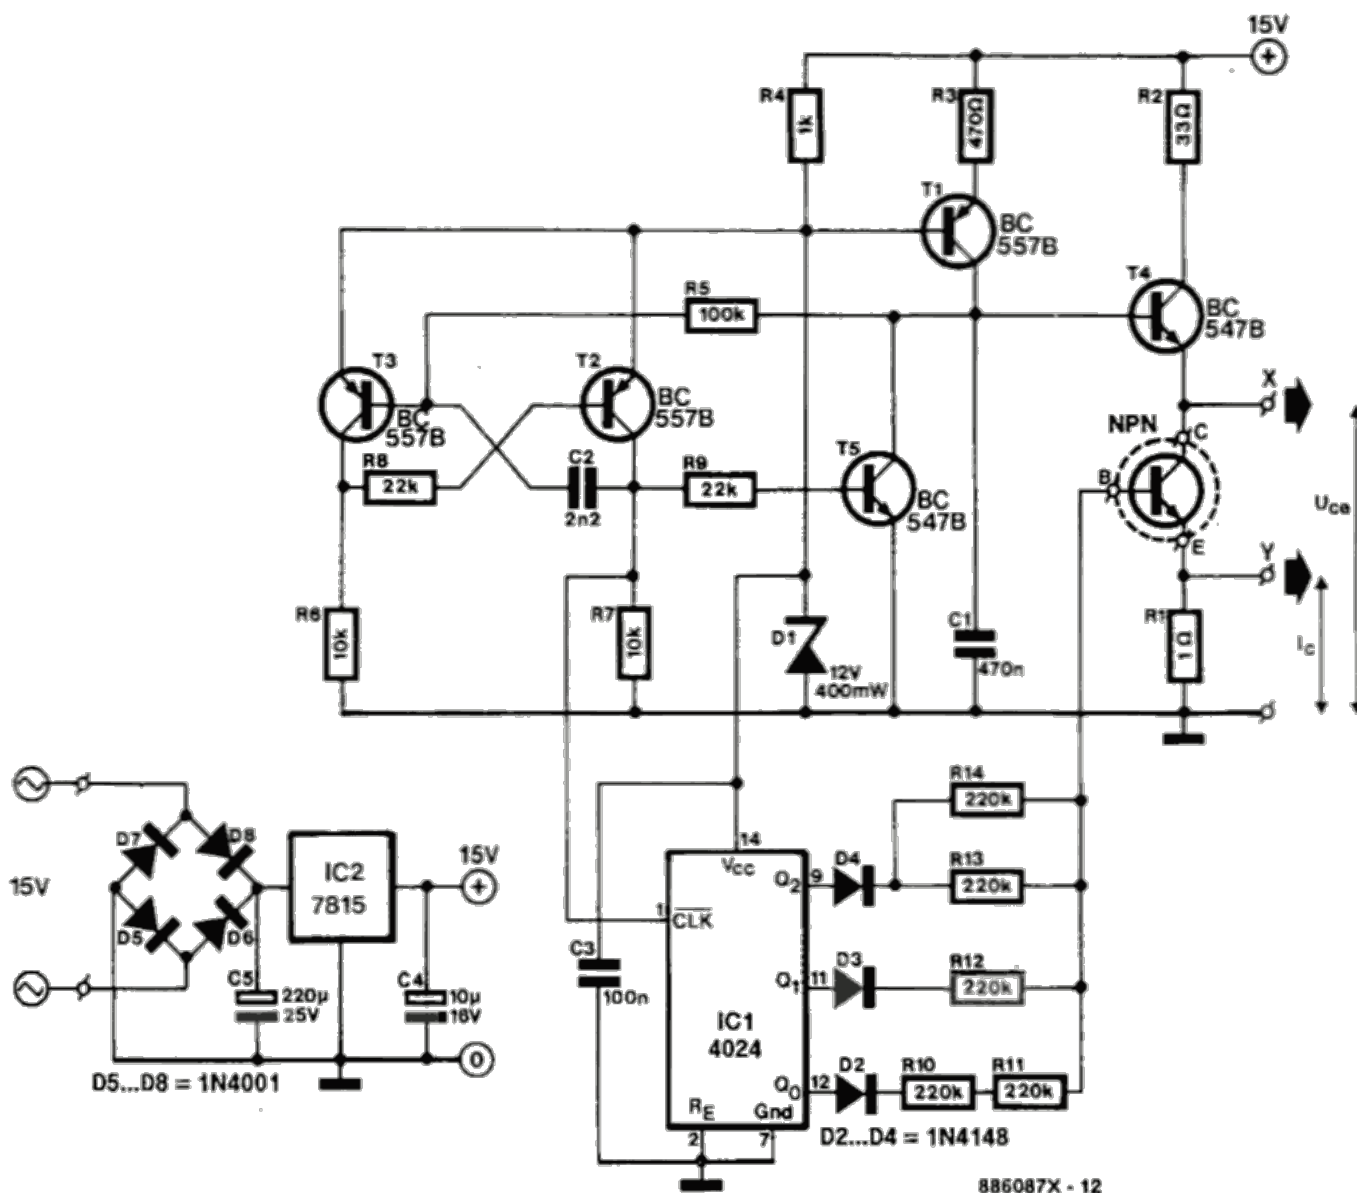 15V
+
R4
1k
R3
470Ω
R2
33Ω
T1
BC
557B
T4
BC
547B
R5
100k
T3
BC
557B
T2
BC
557B
X
NPN
C
B
E
R8
22k
C2
2n2
R9
22k
T5
BC
547B
Uce
Y
R6
10k
R7
10k
D1
12V
400mW
C1
470n
R1
1Ω
IC
15V
D7
D8
D5
D6
IC2
7815
15V
+
C5
220µ
25V
C4
10µ
16V
0
D5...D8 = 1N4001
14
VCC
1
CLK
C3
100n
IC1
4024
Q2
9
D4
R14
220k
R13
220k
Q1
11
D3
R12
220k
Q0
12
D2
R10
220k
R11
220k
RE
2
Gnd
7
D2...D4 = 1N4148
886087X - 12